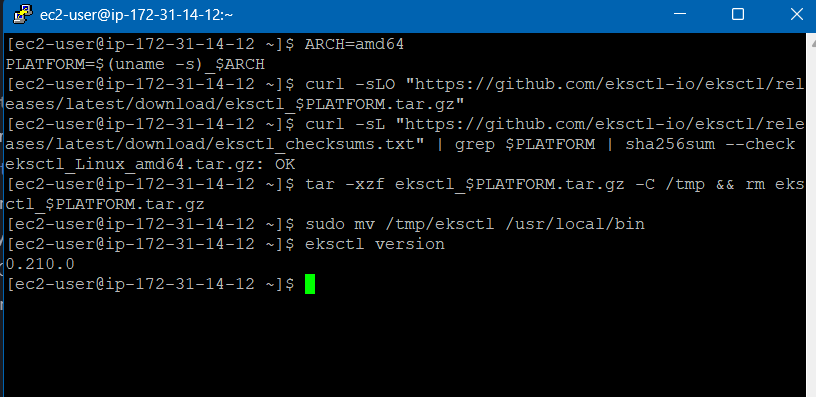 ec2-user@ip-172-31-14-12:~
[ec2-user@ip-172-31-14-12 ~]$ ARCH=amd64
PLATFORM=$(uname -s)_$ARCH
[ec2-user@ip-172-31-14-12 ~]$ curl -sLO "https://github.com/eksctl-io/eksctl/rel
eases/latest/download/eksctl_$PLATFORM.tar.gz"
[ec2-user@ip-172-31-14-12 ~]$ curl -sL "https://github.com/eksctl-io/eksctl/rele
ases/latest/download/eksctl_checksums.txt" | grep $PLATFORM | sha256sum --check
eksctl_Linux_amd64.tar.gz: OK
[ec2-user@ip-172-31-14-12 ~]$ tar -xzf eksctl_$PLATFORM.tar.gz -C /tmp && rm eks
ctl_$PLATFORM.tar.gz
[ec2-user@ip-172-31-14-12 ~]$ sudo mv /tmp/eksctl /usr/local/bin
[ec2-user@ip-172-31-14-12 ~]$ eksctl version
0.210.0
[ec2-user@ip-172-31-14-12 ~]$